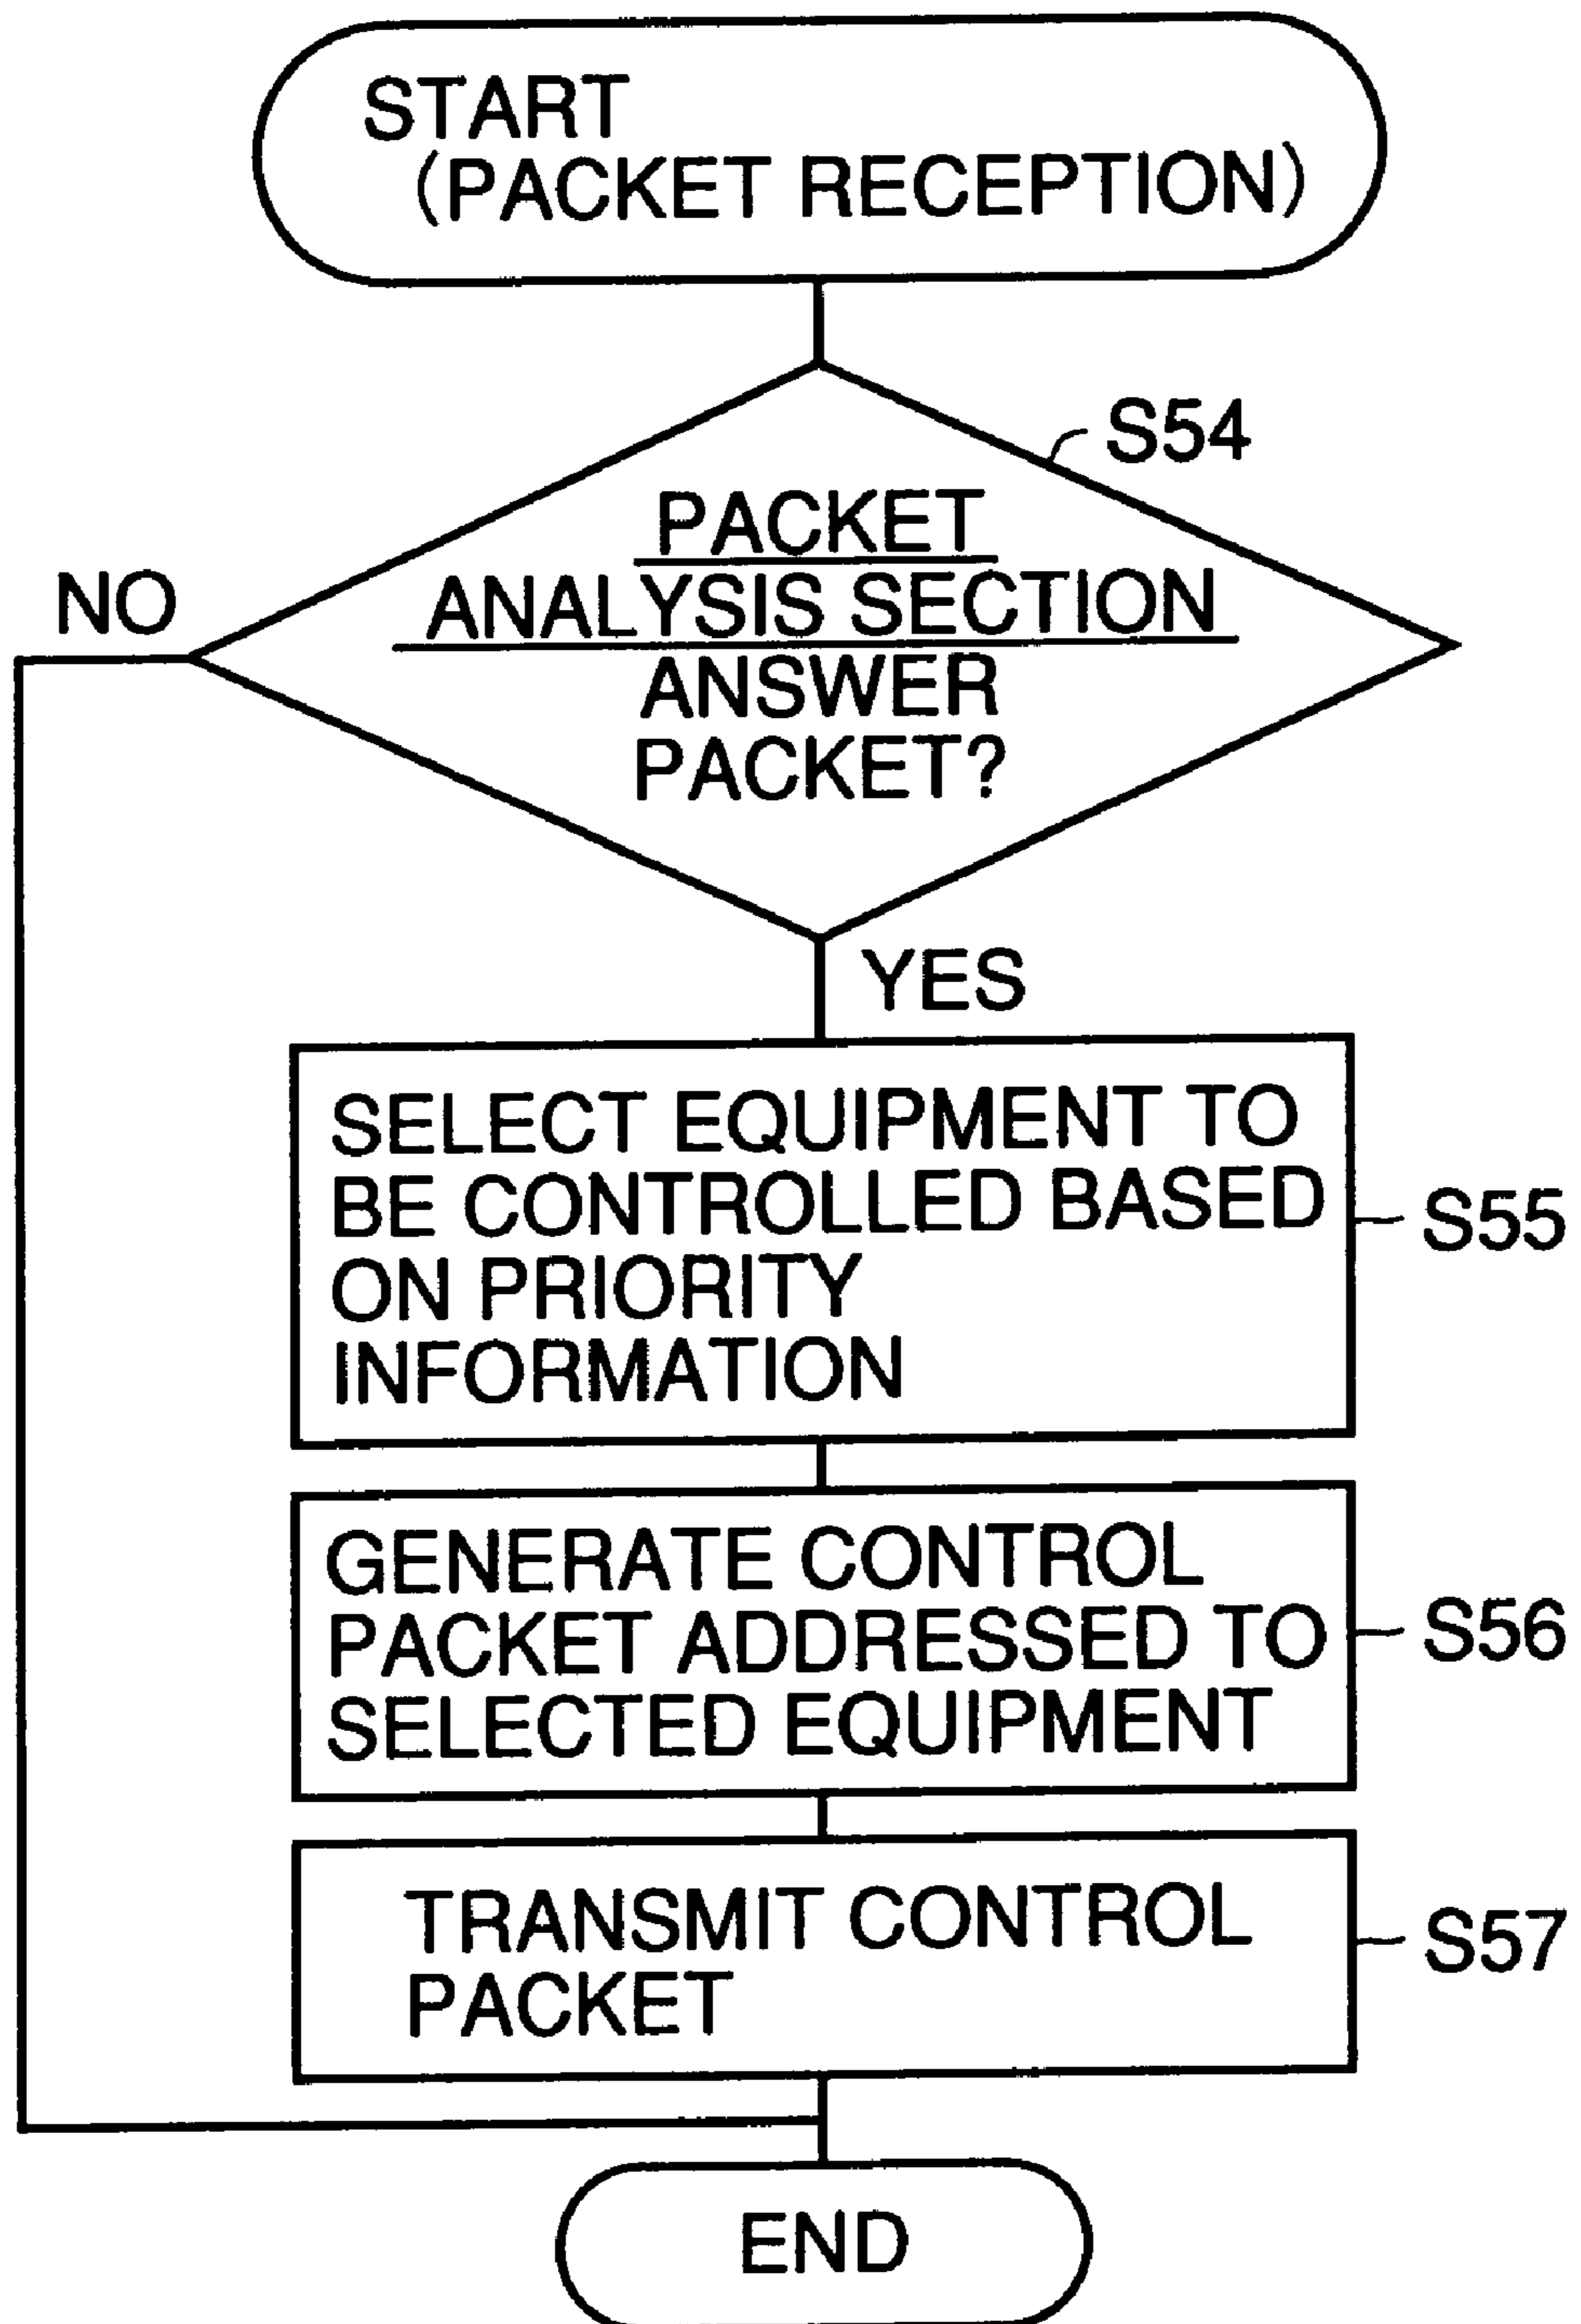 START
(PACKET RECEPTION)
S54
PACKET
ANALYSIS SECTION
ANSWER
PACKET?
NO
YES
SELECT EQUIPMENT TO
BE CONTROLLED BASED
ON PRIORITY
INFORMATION
S55
GENERATE CONTROL
PACKET ADDRESSED TO
SELECTED EQUIPMENT
S56
TRANSMIT CONTROL
PACKET
S57
END